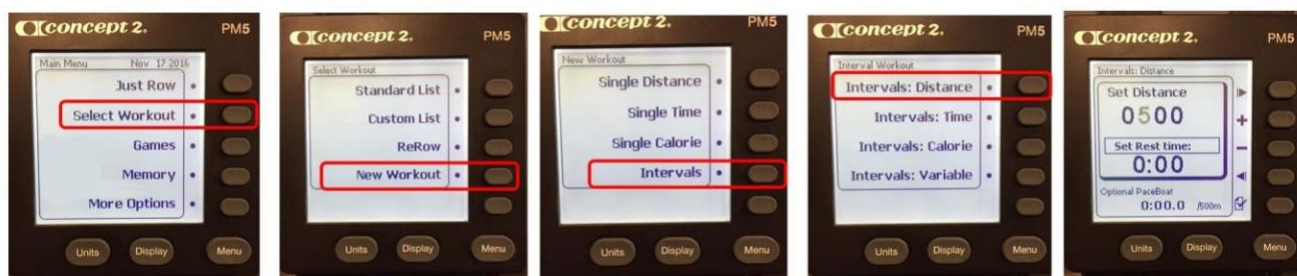 concept 2. PM5
Main Menu Nov 17 2016
Just Row
Select Workout
Games
Memory
More Options
Units Display Menu
concept 2. PM5
Select Workout
Standard List
Custom List
ReRow
New Workout
Units Display Menu
concept 2. PM5
New Workout
Single Distance
Single Time
Single Calorie
Intervals
Units Display Menu
concept 2. PM5
Interval Workout
Intervals: Distance
Intervals: Time
Intervals: Calorie
Intervals: Variable
Units Display Menu
concept 2. PM5
Intervals: Distance
Set Distance
0500
Set Rest time:
0:00
Optional PaceBoat
0:00.0 /500m
Units Display Menu